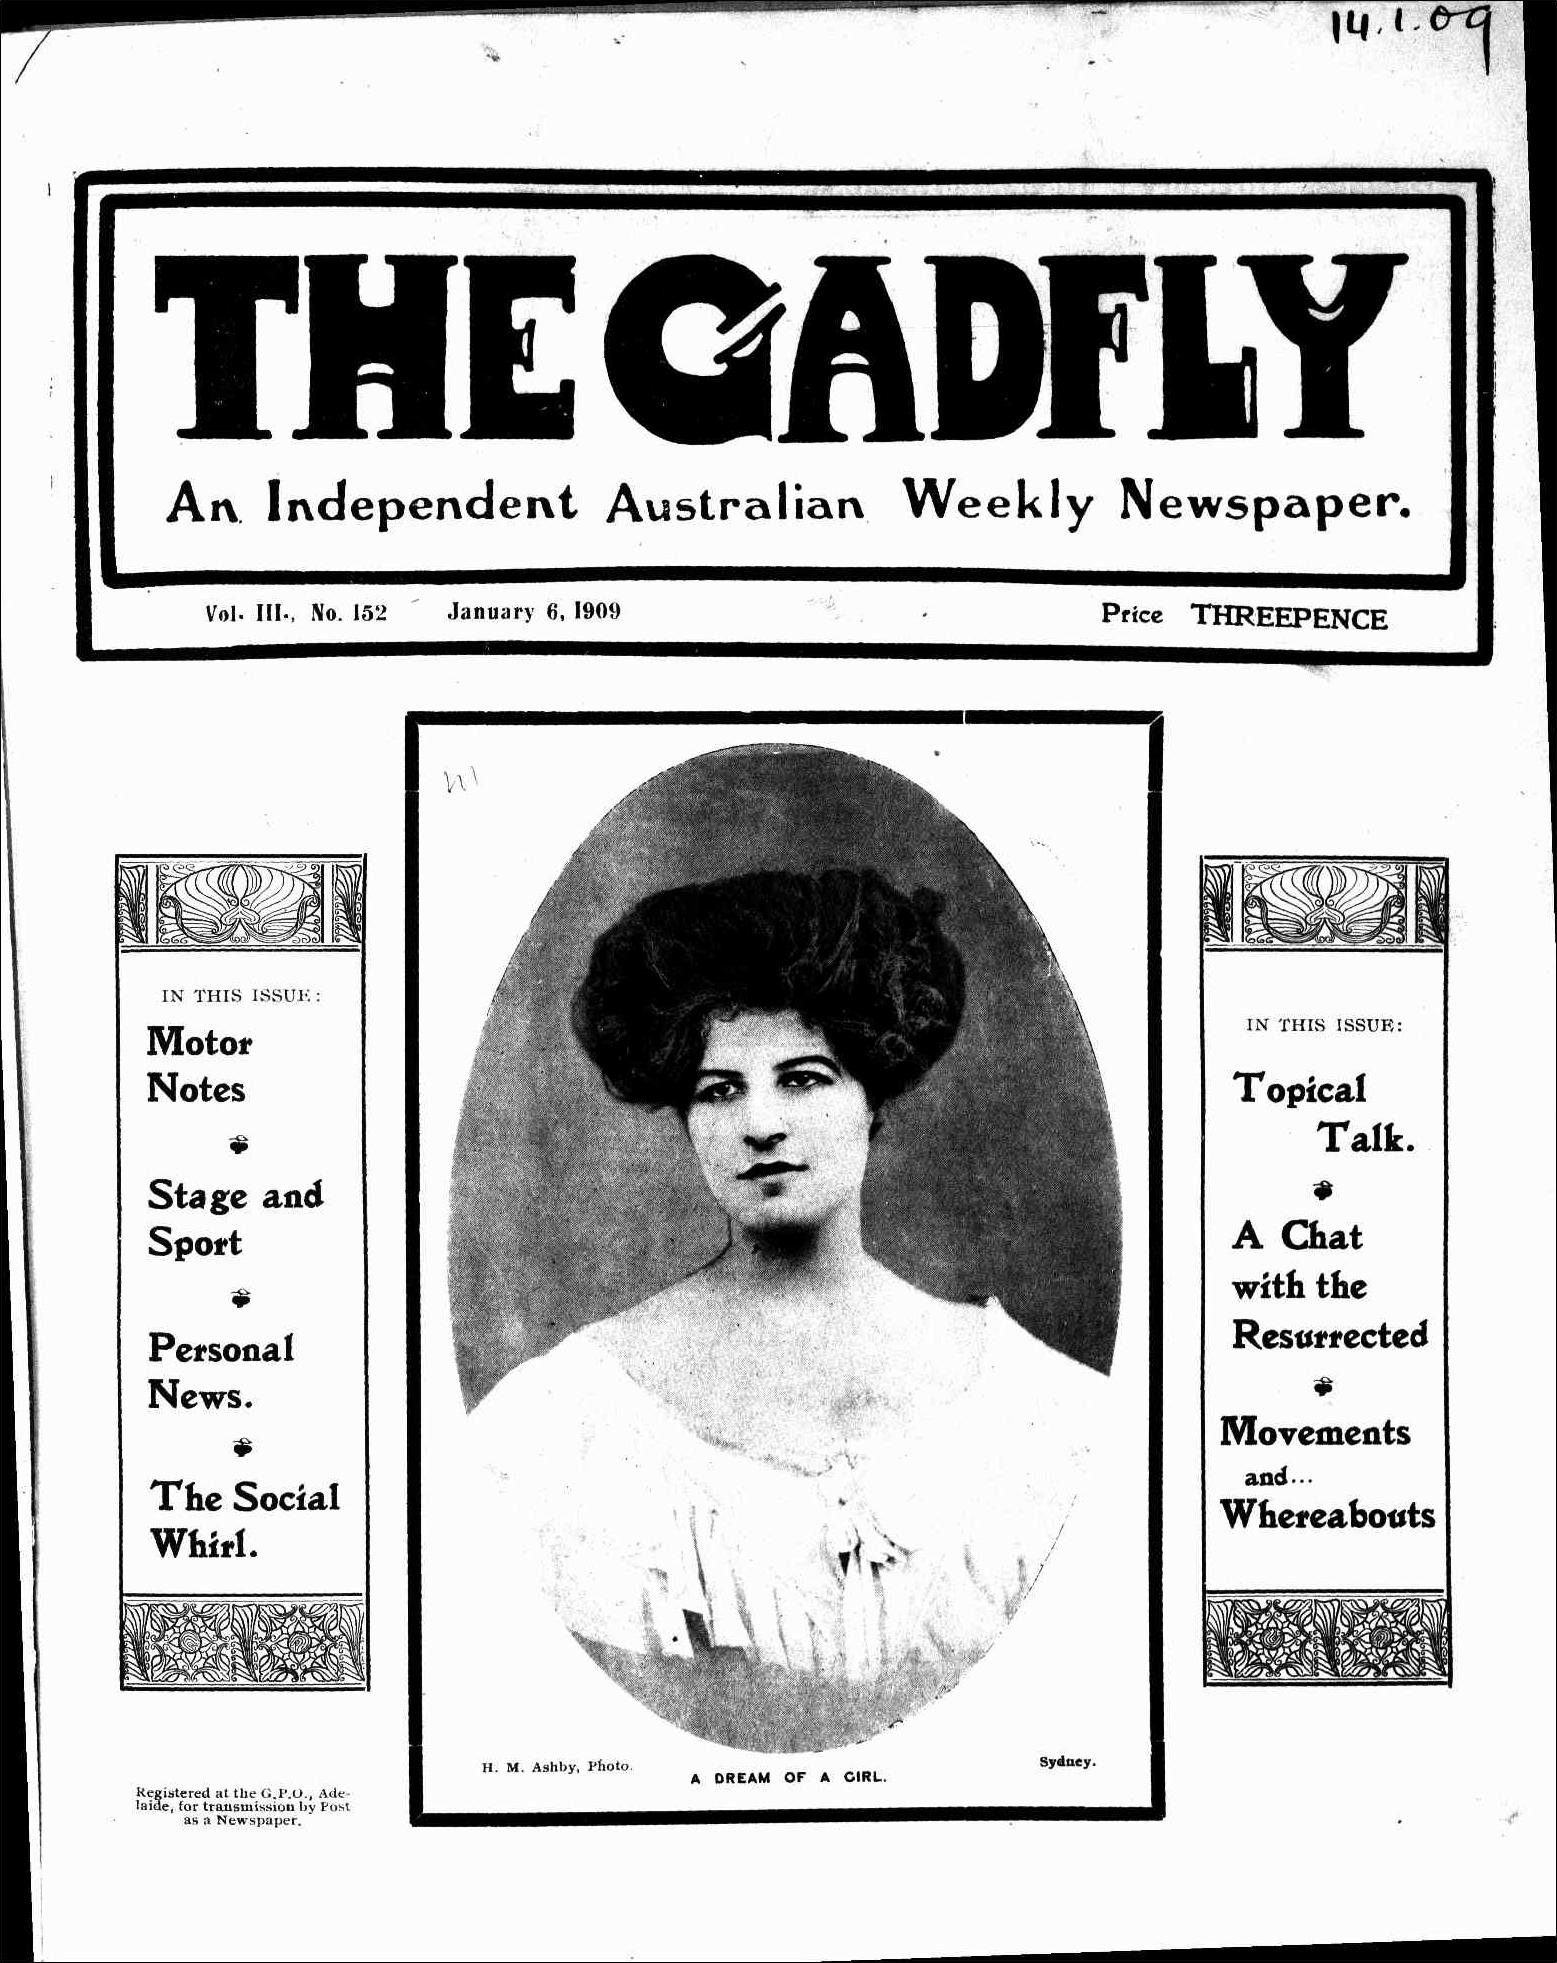 14.1.09
THE GADFLY
An Independent Australian Weekly Newspaper.
Vol. III., No. 152 January 6, 1909 Price THREEPENCE
IN THIS ISSUE:
Motor
Notes
Stage and
Sport
Personal
News.
The Social
Whirl.
IN THIS ISSUE:
Topical
Talk.
A Chat
with the
Resurrected
Movements
and...
Whereabouts
H. M. Ashby, Photo.
Sydney.
A DREAM OF A GIRL.
Registered at the G.P.O., Ade-
laide, for transmission by Post
as a Newspaper.